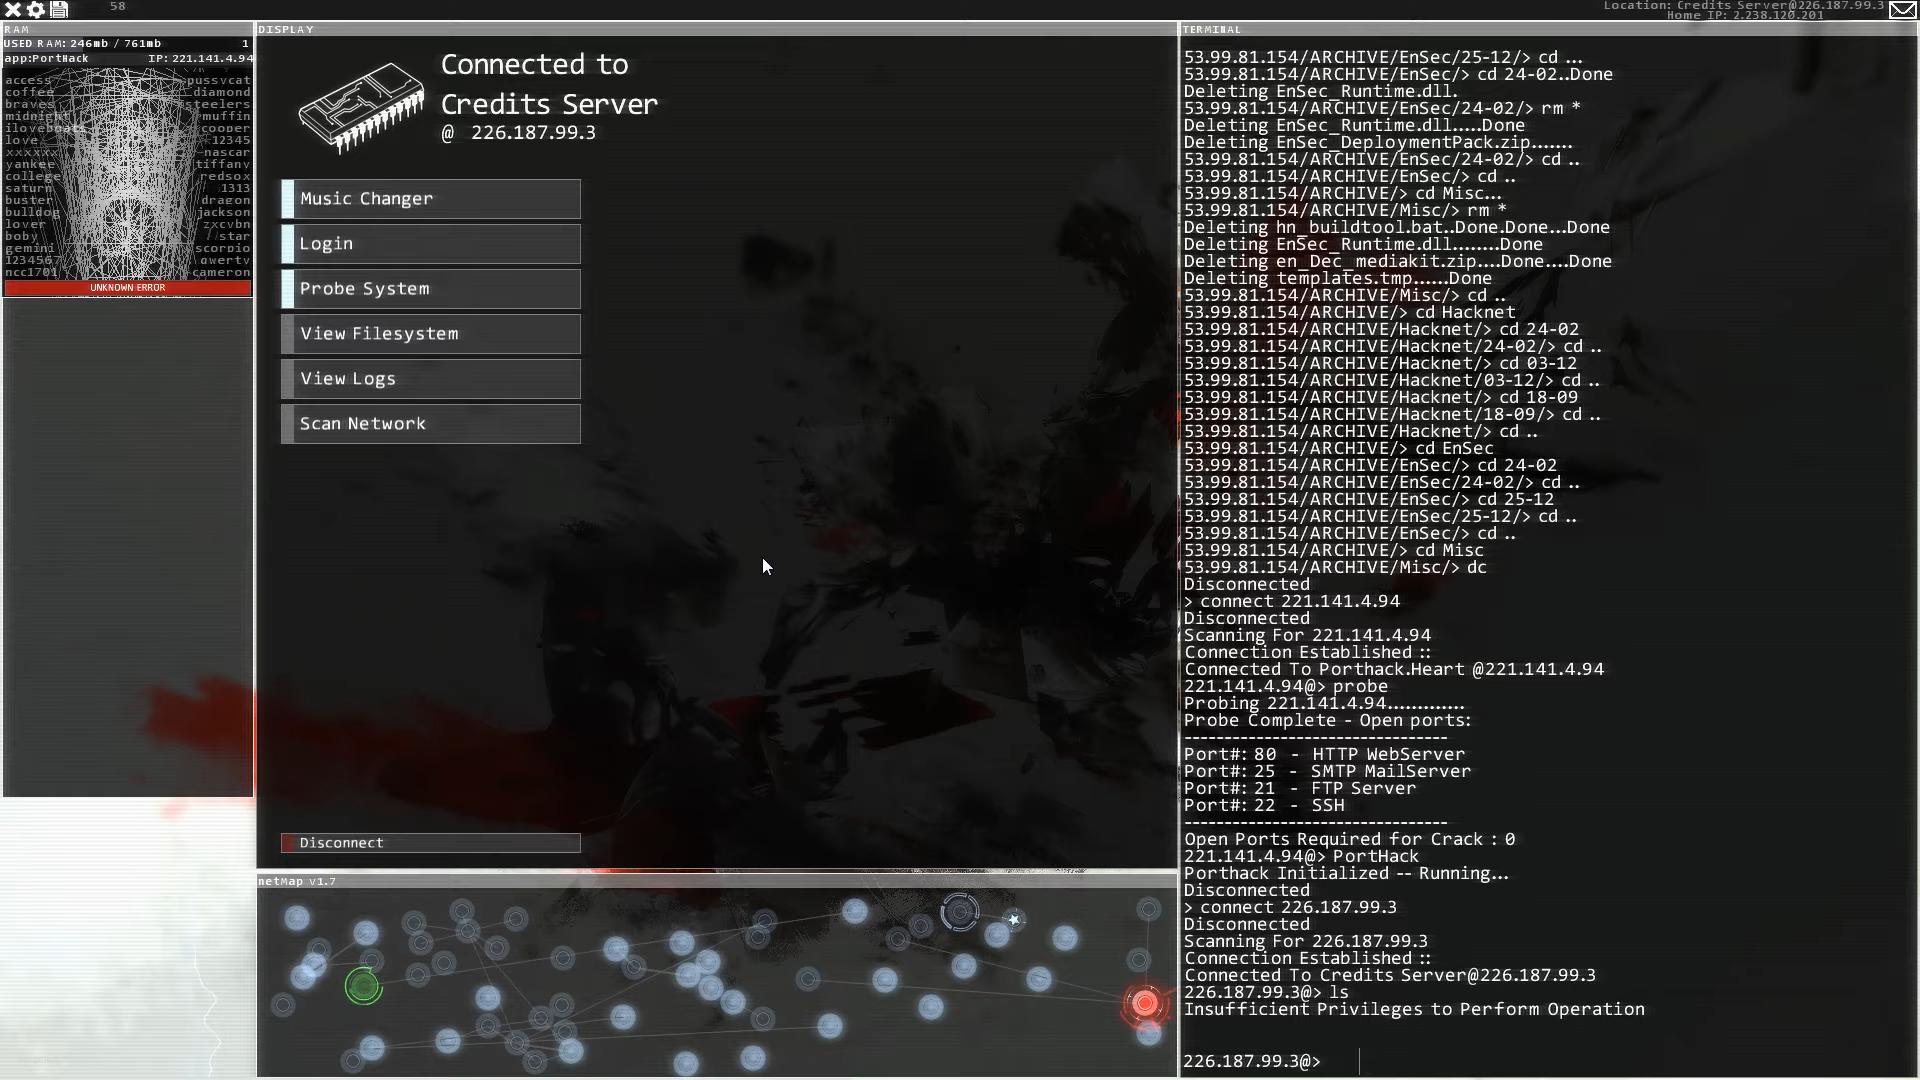 58
Location: Credits Server@226.187.99.3
Home IP: 2.238.120.201
RAM
USED RAM: 246mb / 761mb 1
app:PortHack IP: 221.141.4.94
access pussycat
coffee diamond
braves steelers
midnight muffin
iloveboats cooper
love 12345
xxxxxx nascar
yankee tiffany
college redsox
saturn 1313
buster dragon
bulldog jackson
lover zxcvbn
boby star
gemini scorpio
1234567 qwerty
ncc1701 cameron
UNKNOWN ERROR
DISPLAY
Connected to
Credits Server
@ 226.187.99.3
Music Changer
Login
Probe System
View Filesystem
View Logs
Scan Network
Disconnect
netMap v1.7
TERMINAL
53.99.81.154/ARCHIVE/EnSec/25-12/> cd ...
53.99.81.154/ARCHIVE/EnSec/> cd 24-02..Done
Deleting EnSec_Runtime.dll.
53.99.81.154/ARCHIVE/EnSec/24-02/> rm *
Deleting EnSec_Runtime.dll.....Done
Deleting EnSec_DeploymentPack.zip.......
53.99.81.154/ARCHIVE/EnSec/24-02/> cd ..
53.99.81.154/ARCHIVE/EnSec/> cd ..
53.99.81.154/ARCHIVE/> cd Misc...
53.99.81.154/ARCHIVE/Misc/> rm *
Deleting hn_buildtool.bat..Done.Done...Done
Deleting EnSec_Runtime.dll........Done
Deleting en_Dec_mediakit.zip....Done....Done
Deleting templates.tmp......Done
53.99.81.154/ARCHIVE/Misc/> cd ..
53.99.81.154/ARCHIVE/> cd Hacknet
53.99.81.154/ARCHIVE/Hacknet/> cd 24-02
53.99.81.154/ARCHIVE/Hacknet/24-02/> cd ..
53.99.81.154/ARCHIVE/Hacknet/> cd 03-12
53.99.81.154/ARCHIVE/Hacknet/03-12/> cd ..
53.99.81.154/ARCHIVE/Hacknet/> cd 18-09
53.99.81.154/ARCHIVE/Hacknet/18-09/> cd ..
53.99.81.154/ARCHIVE/Hacknet/> cd ..
53.99.81.154/ARCHIVE/> cd EnSec
53.99.81.154/ARCHIVE/EnSec/> cd 24-02
53.99.81.154/ARCHIVE/EnSec/24-02/> cd ..
53.99.81.154/ARCHIVE/EnSec/> cd 25-12
53.99.81.154/ARCHIVE/EnSec/25-12/> cd ..
53.99.81.154/ARCHIVE/EnSec/> cd ..
53.99.81.154/ARCHIVE/> cd Misc
53.99.81.154/ARCHIVE/Misc/> dc
Disconnected
> connect 221.141.4.94
Disconnected
Scanning For 221.141.4.94
Connection Established ::
Connected To Porthack.Heart @221.141.4.94
221.141.4.94@> probe
Probing 221.141.4.94.............
Probe Complete - Open ports:
---------------------------------
Port#: 80 - HTTP WebServer
Port#: 25 - SMTP MailServer
Port#: 21 - FTP Server
Port#: 22 - SSH
---------------------------------
Open Ports Required for Crack : 0
221.141.4.94@> PortHack
Porthack Initialized -- Running...
Disconnected
> connect 226.187.99.3
Disconnected
Scanning For 226.187.99.3
Connection Established ::
Connected To Credits Server@226.187.99.3
226.187.99.3@> ls
Insufficient Privileges to Perform Operation
226.187.99.3@>